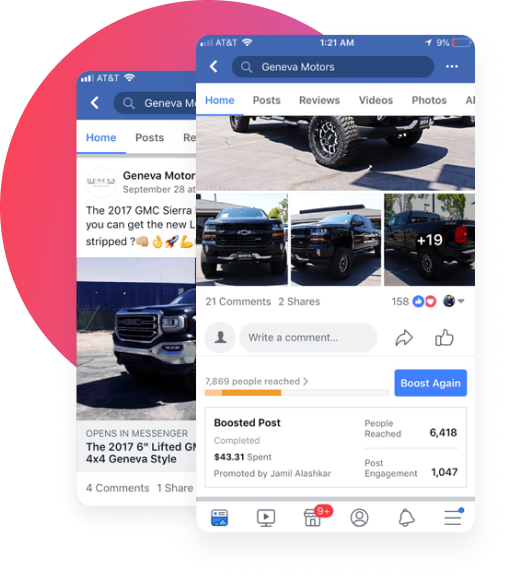 AT&T
Geneva M
Home Posts Re
GENEVA
Geneva Motor
September 28 at
The 2017 GMC Sierra
you can get the new L
stripped ?👊🏼👌🚀💪
OPENS IN MESSENGER
The 2017 6" Lifted GM
4x4 Geneva Style
4 Comments 1 Share
AT&T 1:21 AM 9%
Geneva Motors
Home Posts Reviews Videos Photos Al
+19
21 Comments 2 Shares 158
Write a comment...
7,869 people reached >
Boost Again
Boosted Post
Completed
$43.31 Spent
Promoted by Jamil Alashkar
People
Reached 6,418
Post
Engagement 1,047
9+